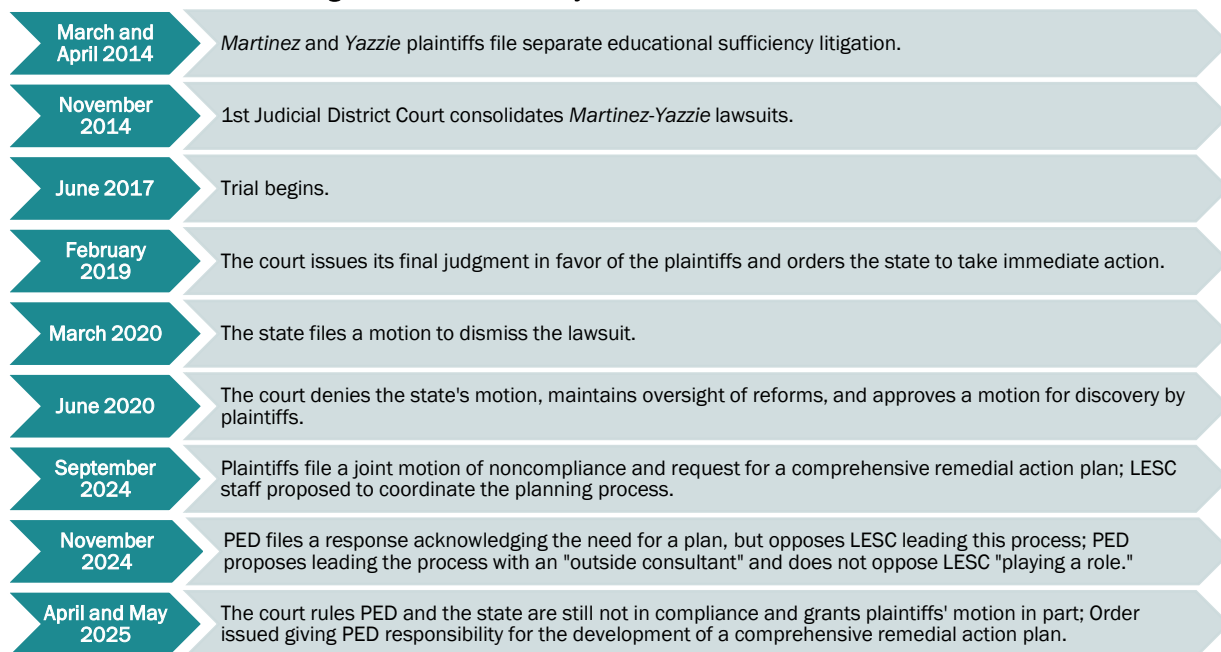 March and
April 2014
Martinez and Yazzie plaintiffs file separate educational sufficiency litigation.
November
2014
1st Judicial District Court consolidates Martinez-Yazzie lawsuits.
June 2017
Trial begins.
February
2019
The court issues its final judgment in favor of the plaintiffs and orders the state to take immediate action.
March 2020
The state files a motion to dismiss the lawsuit.
June 2020
The court denies the state's motion, maintains oversight of reforms, and approves a motion for discovery by
plaintiffs.
September
2024
Plaintiffs file a joint motion of noncompliance and request for a comprehensive remedial action plan; LESC
staff proposed to coordinate the planning process.
November
2024
PED files a response acknowledging the need for a plan, but opposes LESC leading this process; PED
proposes leading the process with an "outside consultant" and does not oppose LESC "playing a role."
April and May
2025
The court rules PED and the state are still not in compliance and grants plaintiffs' motion in part; Order
issued giving PED responsibility for the development of a comprehensive remedial action plan.